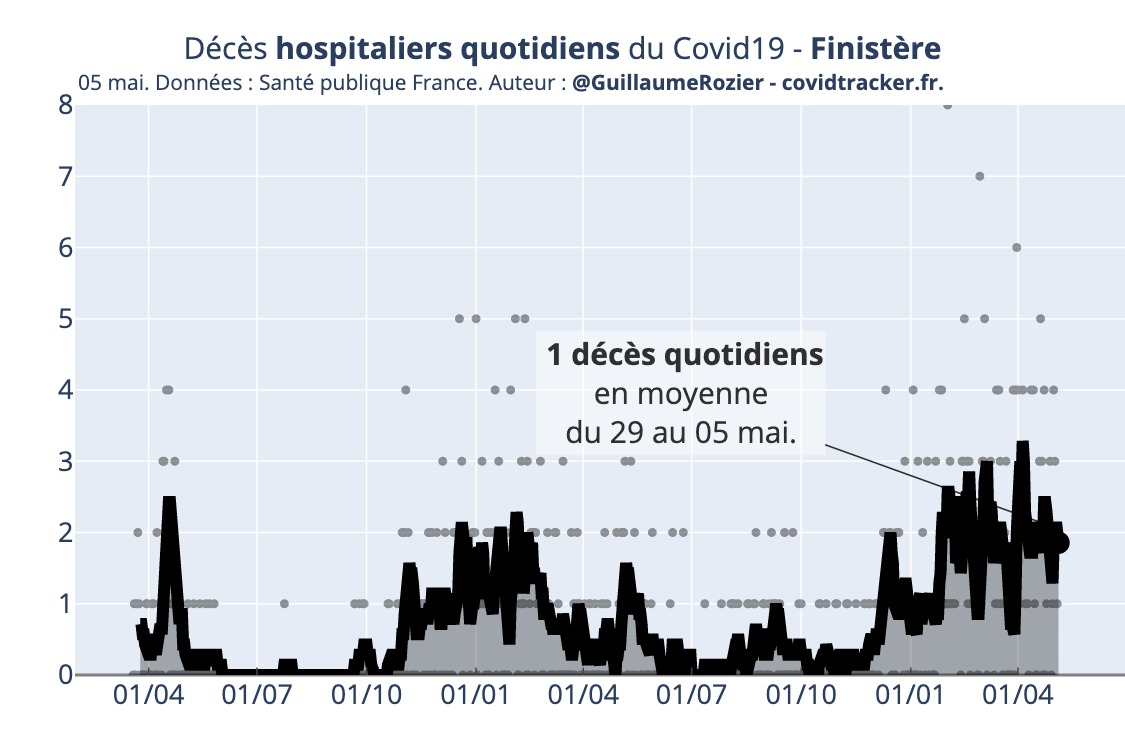 Décès hospitaliers quotidiens du Covid19 - Finistère
05 mai. Données : Santé publique France. Auteur : @GuillaumeRozier - covidtracker.fr.
8
7
6
5
1 décès quotidiens
4
en moyenne
du 29 au 05 mai.
3
2
1
0
01/04 01/07 01/10 01/01 01/04 01/07 01/10 01/01 01/04